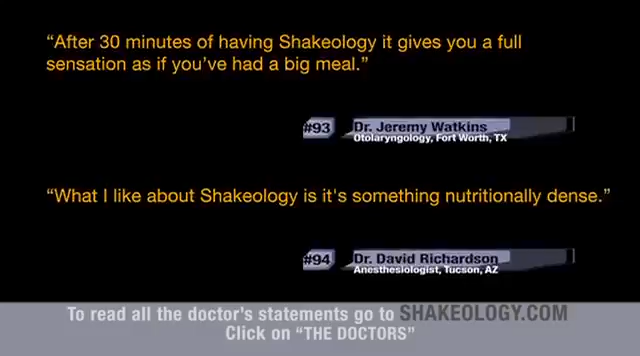 “After 30 minutes of having Shakeology it gives you a full
sensation as if you’ve had a big meal.”
#93 Dr. Jeremy Watkins
Otolaryngology, Fort Worth, TX
“What I like about Shakeology is it's something nutritionally dense.”
#94 Dr. David Richardson
Anesthesiologist, Tucson, AZ
To read all the doctor’s statements go to SHAKEOLOGY.COM
Click on “THE DOCTORS”